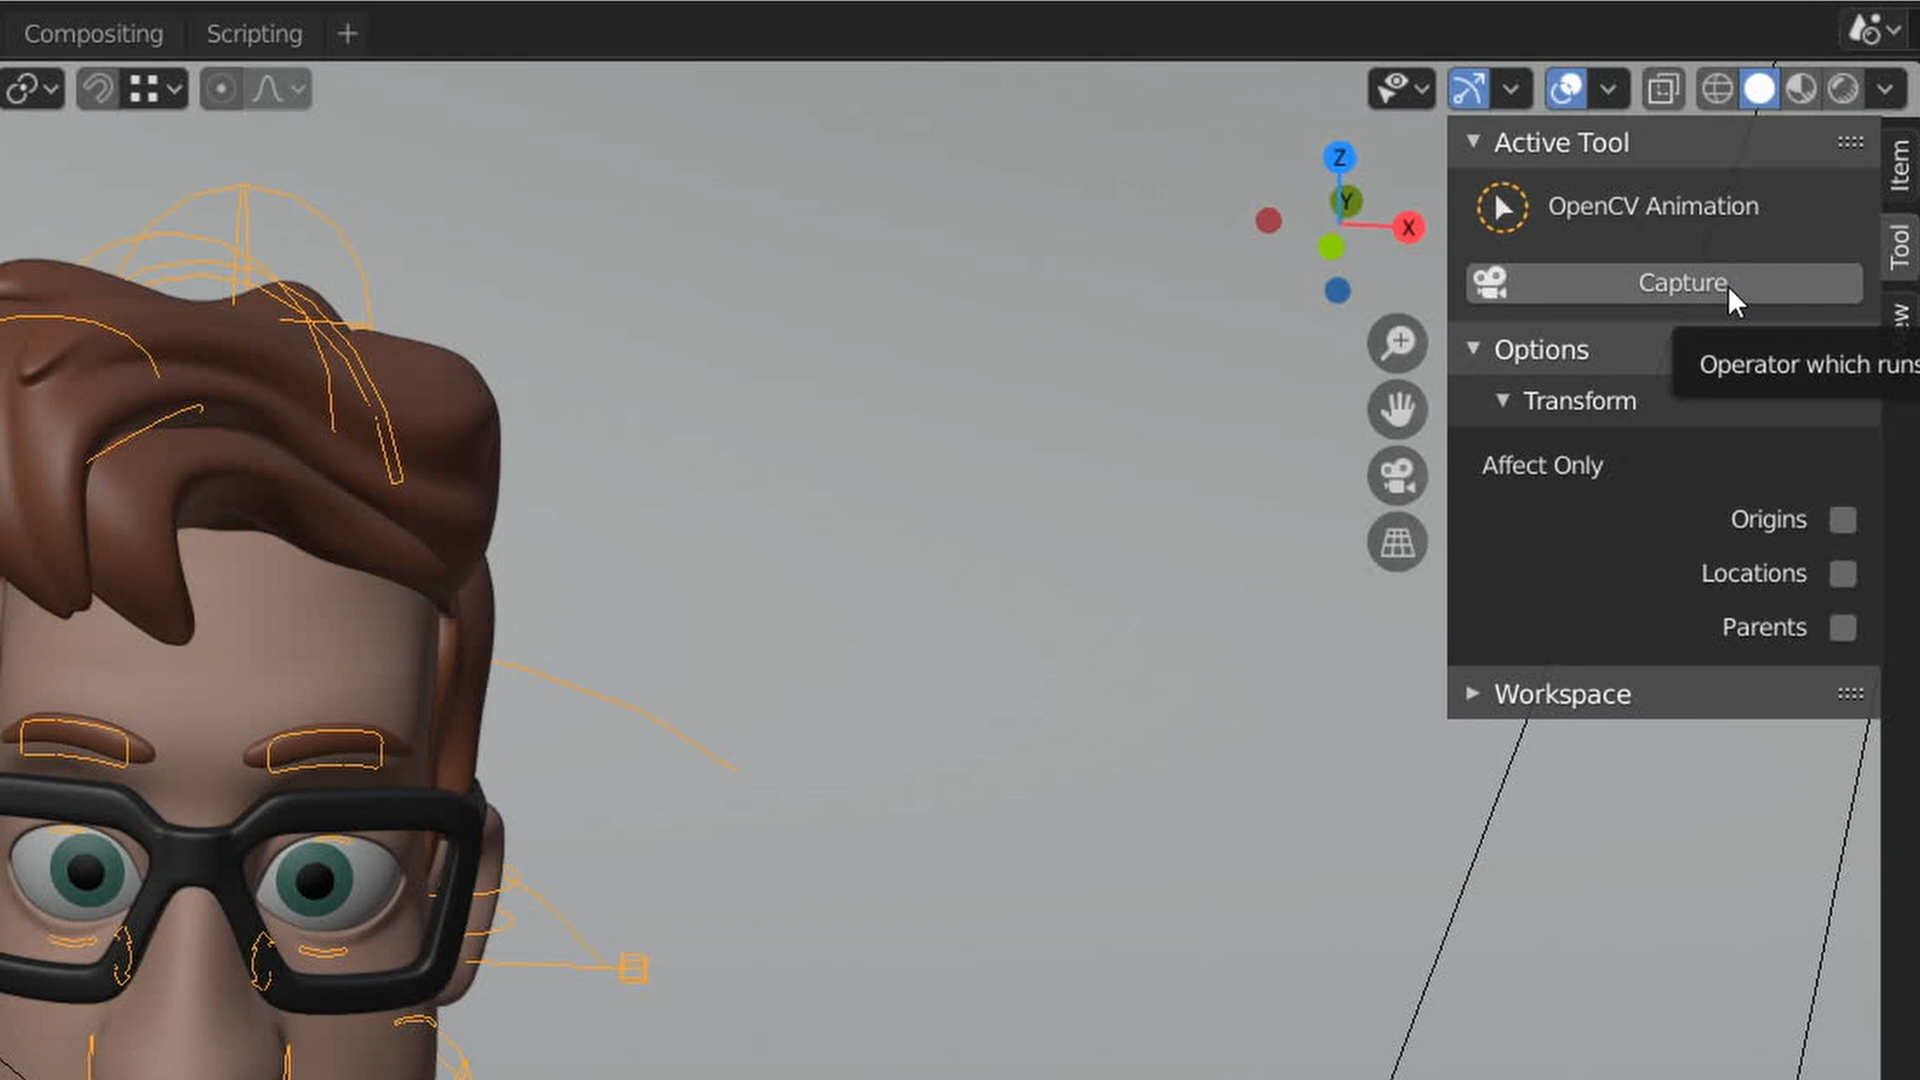 Compositing Scripting +
Z
Y
X
Active Tool
OpenCV Animation
Capture
Options
Operator which runs
Transform
Affect Only
Origins
Locations
Parents
Workspace
Item
Tool
ew